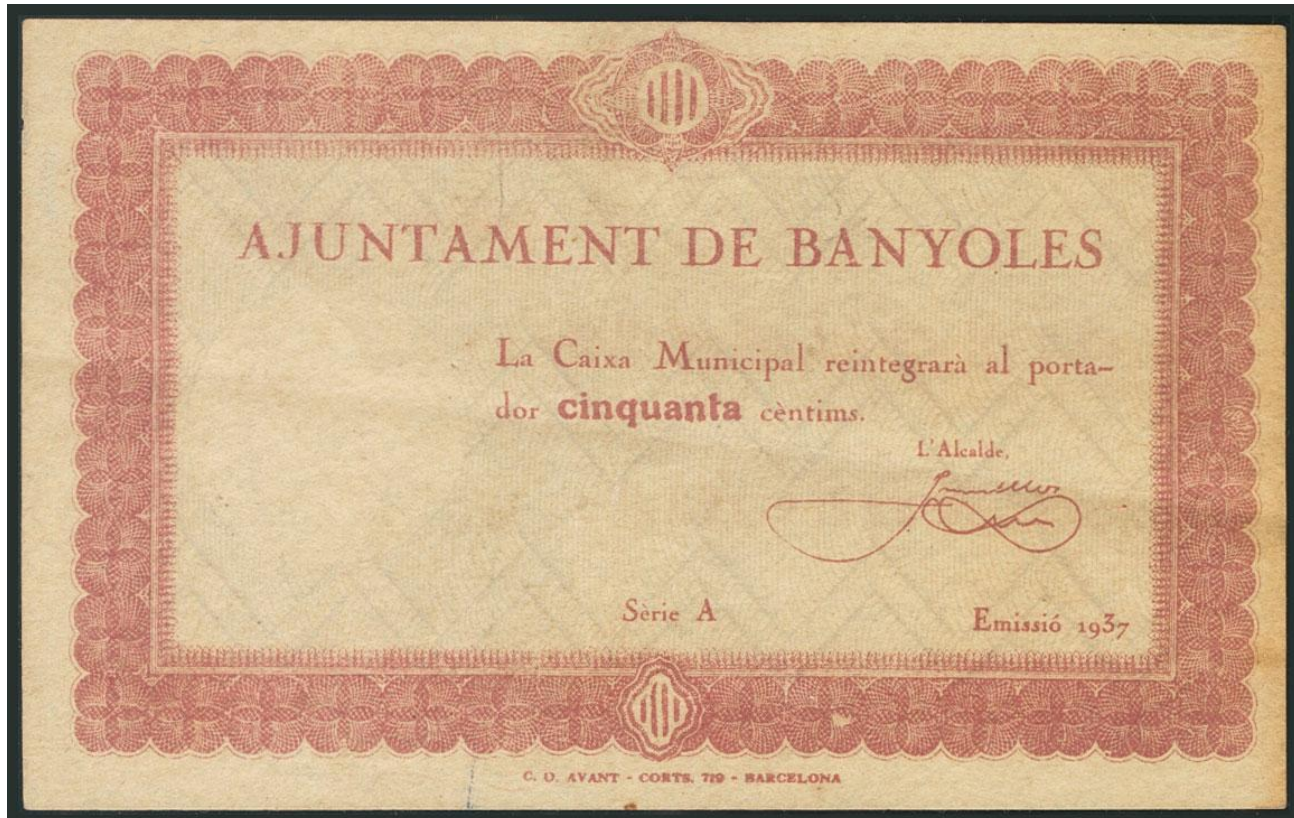 AJUNTAMENT DE BANYOLES
La Caixa Municipal reintegrarà al porta-
dor cinquanta cèntims.
L'Alcalde,
Sèrie A
Emissió 1937
C. O. AVANT - CORTS, 719 - BARCELONA